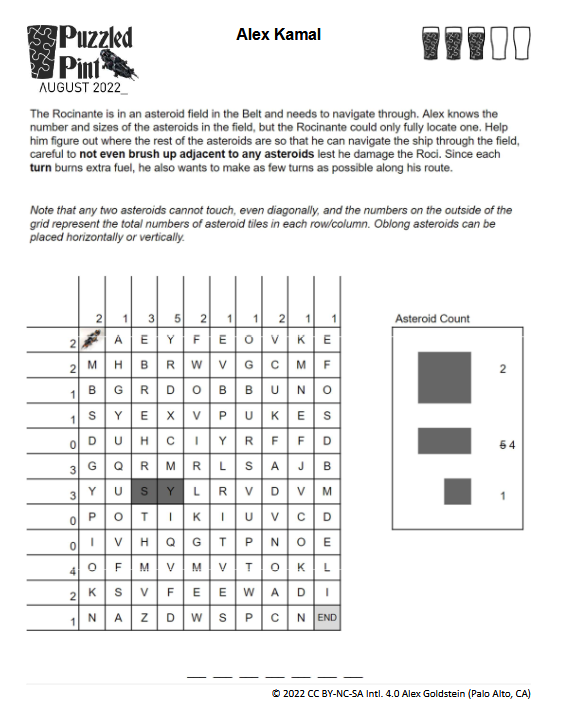 Puzzled
Pint
AUGUST 2022_
Alex Kamal
The Rocinante is in an asteroid field in the Belt and needs to navigate through. Alex knows the
number and sizes of the asteroids in the field, but the Rocinante could only fully locate one. Help
him figure out where the rest of the asteroids are so that he can navigate the ship through the field,
careful to not even brush up adjacent to any asteroids lest he damage the Roci. Since each
turn burns extra fuel, he also wants to make as few turns as possible along his route.
Note that any two asteroids cannot touch, even diagonally, and the numbers on the outside of the
grid represent the total numbers of asteroid tiles in each row/column. Oblong asteroids can be
placed horizontally or vertically.
2 1 3 5 2 1 1 2 1 1
2 A E Y F E O V K E
2 M H B R W V G C M F
1 B G R D O B B U N O
1 S Y E X V P U K E S
0 D U H C I Y R F F D
3 G Q R M R L S A J B
3 Y U S Y L R V D V M
0 P O T I K I U V C D
0 I V H Q G T P N O E
4 O F M V M V T O K L
2 K S V F E E W A D I
1 N A Z D W S P C N END
Asteroid Count
2
5 4
1
© 2022 CC BY-NC-SA Intl. 4.0 Alex Goldstein (Palo Alto, CA)